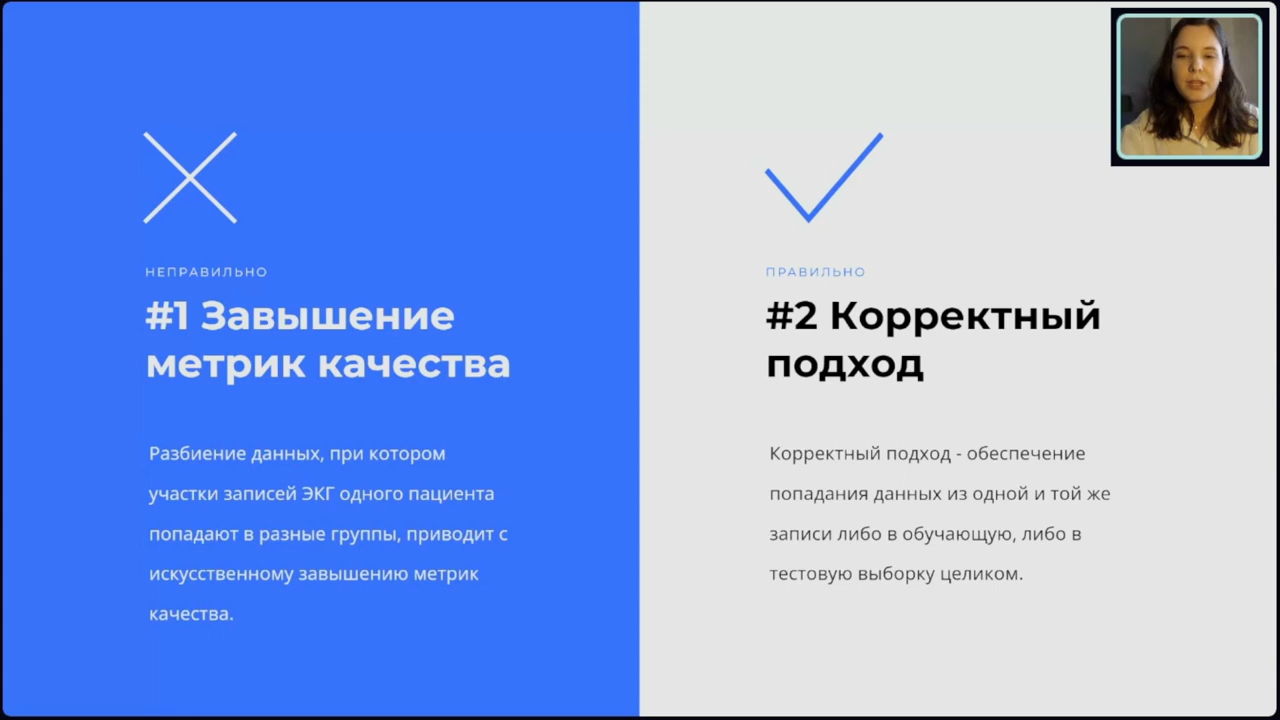 НЕПРАВИЛЬНО
#1 Завышение
метрик качества
Разбиение данных, при котором
участки записей ЭКГ одного пациента
попадают в разные группы, приводит с
искусственному завышению метрик
качества.
ПРАВИЛЬНО
#2 Корректный
подход
Корректный подход - обеспечение
попадания данных из одной и той же
записи либо в обучающую, либо в
тестовую выборку целиком.